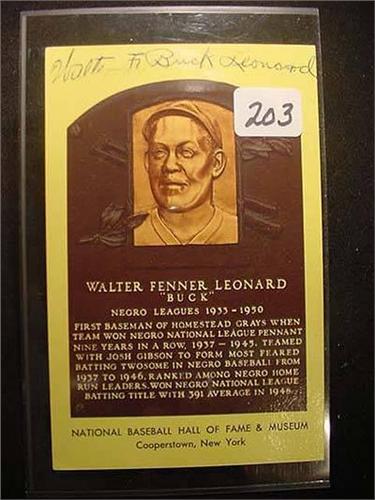 Walter F. Buck Leonard
203
WALTER FENNER LEONARD
"BUCK"
NEGRO LEAGUES 1933-1950
FIRST BASEMAN OF HOMESTEAD GRAYS WHEN
TEAM WON NEGRO NATIONAL LEAGUE PENNANT
NINE YEARS IN A ROW, 1937-1945. TEAMED
WITH JOSH GIBSON TO FORM MOST FEARED
BATTING TWOSOME IN NEGRO BASEBALL FROM
1937 TO 1946. RANKED AMONG NEGRO HOME
RUN LEADERS. WON NEGRO NATIONAL LEAGUE
BATTING TITLE WITH .391 AVERAGE IN 1948.
NATIONAL BASEBALL HALL OF FAME & MUSEUM
Cooperstown, New York